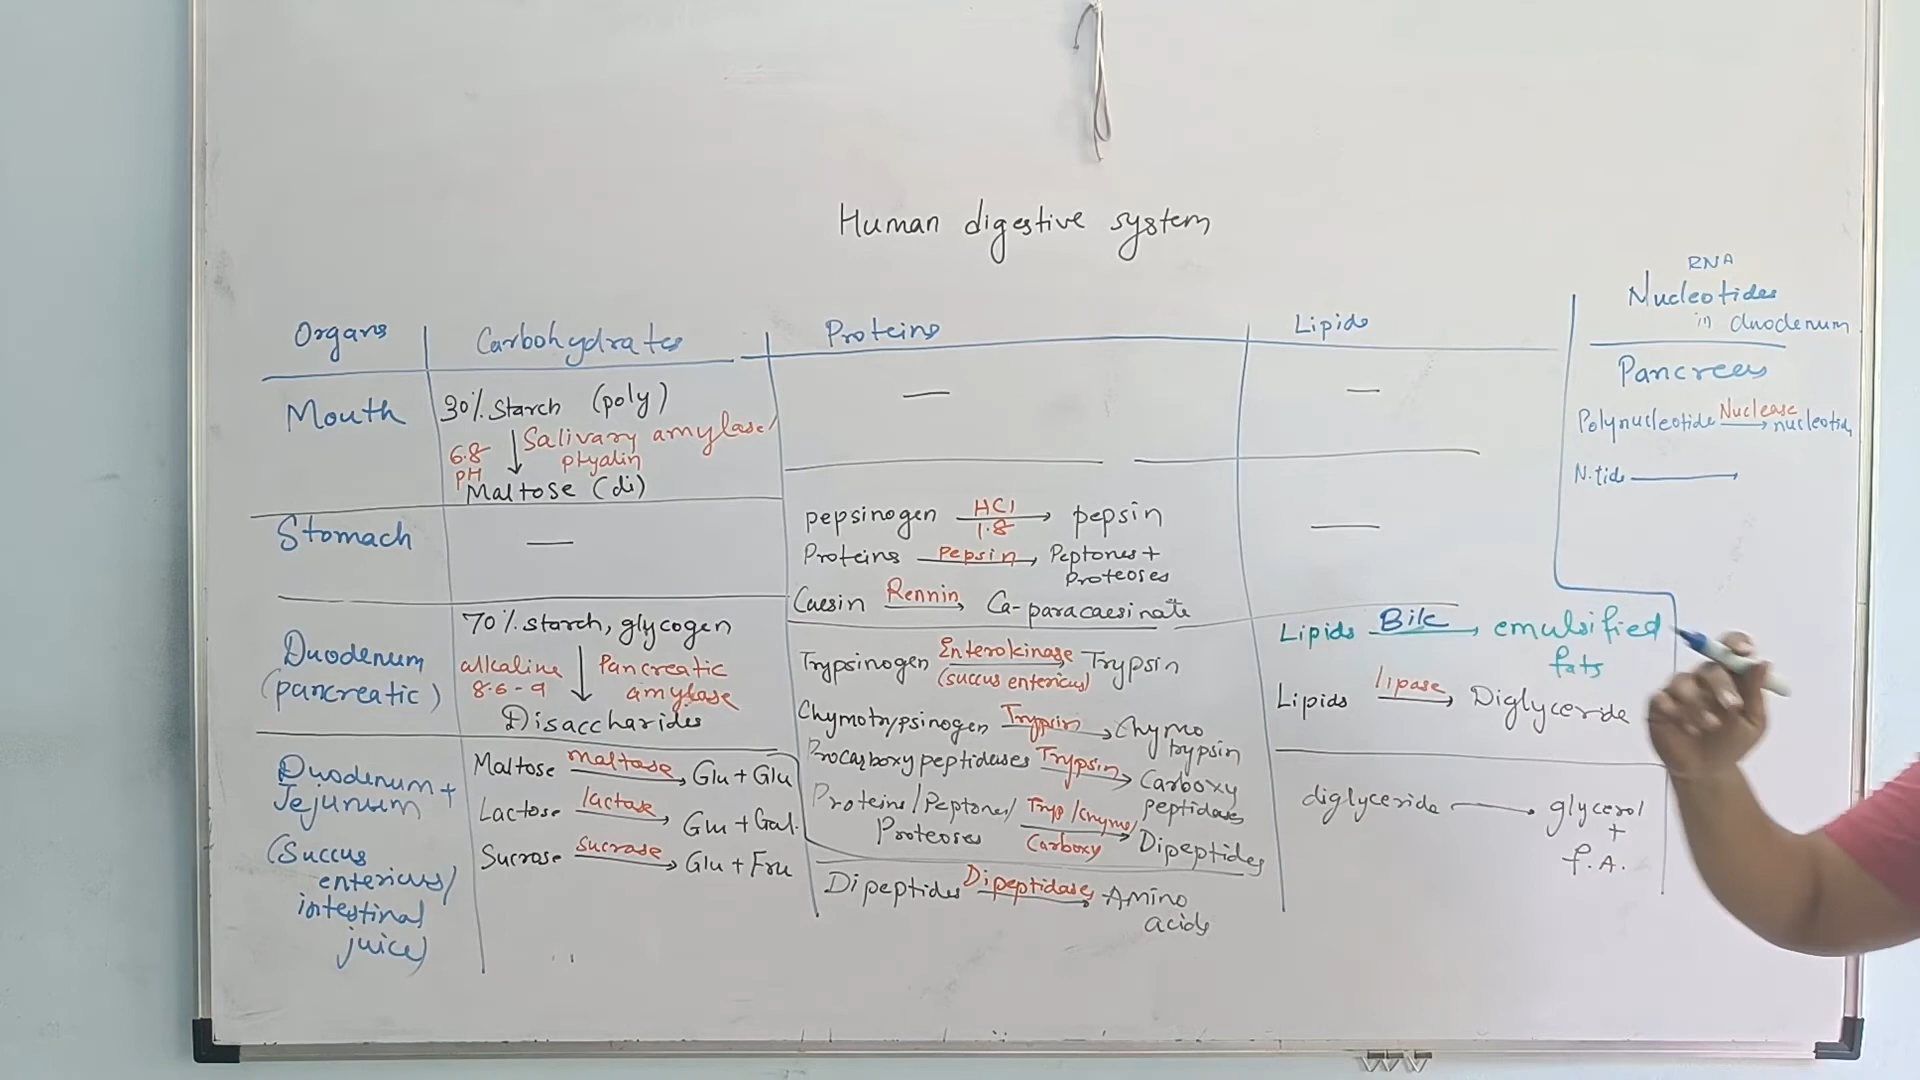 Human digestive system
Organs
Carbohydrates
Proteins
Lipids
RNA
Nucleotides
in duodenum
Mouth
30% starch (poly)
6.8
pH
Salivary amylase/
ptyalin
Maltose (di)
—
—
Pancreas
Polynucleotide Nuclease → nucleotide
N.tide →
Stomach
—
pepsinogen HCl 1.8 → pepsin
Proteins Pepsin → Peptones +
Proteoses
Caesin Rennin → Ca-paracaesinate
—
Duodenum
(pancreatic)
70% starch, glycogen
alkaline
8.6-9
Pancreatic
amylase
Disaccharides
Trypsinogen Enterokinase (succus entericus) → Trypsin
Chymotrypsinogen Trypsin → Chymo
trypsin
Procarboxypeptidases Trypsin → Carboxy
peptidases
Proteins/Peptones/ Tryp/Chymo/ Carboxy → Dipeptides
Proteoses
Lipids Bile → emulsified
fats
Lipids lipase → Diglyceride
Duodenum +
Jejunum
(Succus
entericus/
intestinal
juice)
Maltose maltase → Glu + Glu
Lactose lactase → Glu + Gal.
Sucrose sucrase → Glu + Fru
Dipeptides Dipeptidases → Amino
acids
diglyceride → glycerol
+
f.A.